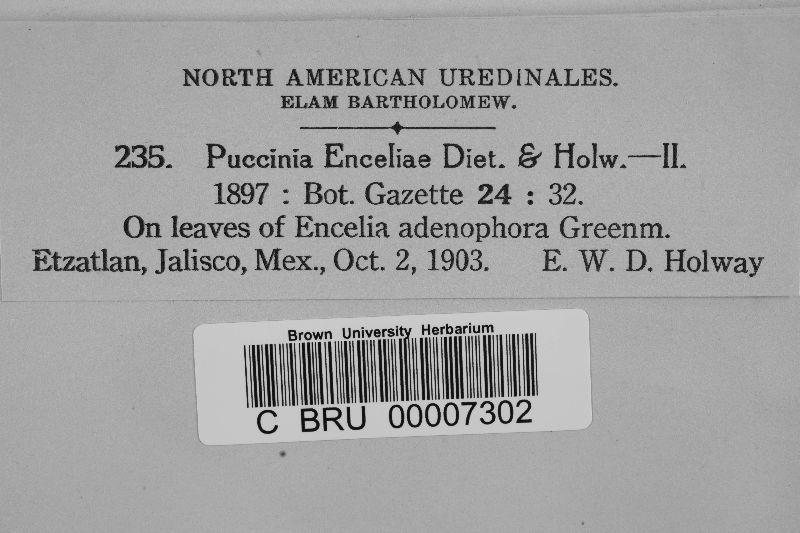 NORTH AMERICAN UREDINALES.
ELAM BARTHOLOMEW.
235. Puccinia Enceliae Diet. & Holw.—II.
1897 : Bot. Gazette 24 : 32.
On leaves of Encelia adenophora Greenm.
Etzatlan, Jalisco, Mex., Oct. 2, 1903. E. W. D. Holway
Brown University Herbarium
C BRU 00007302